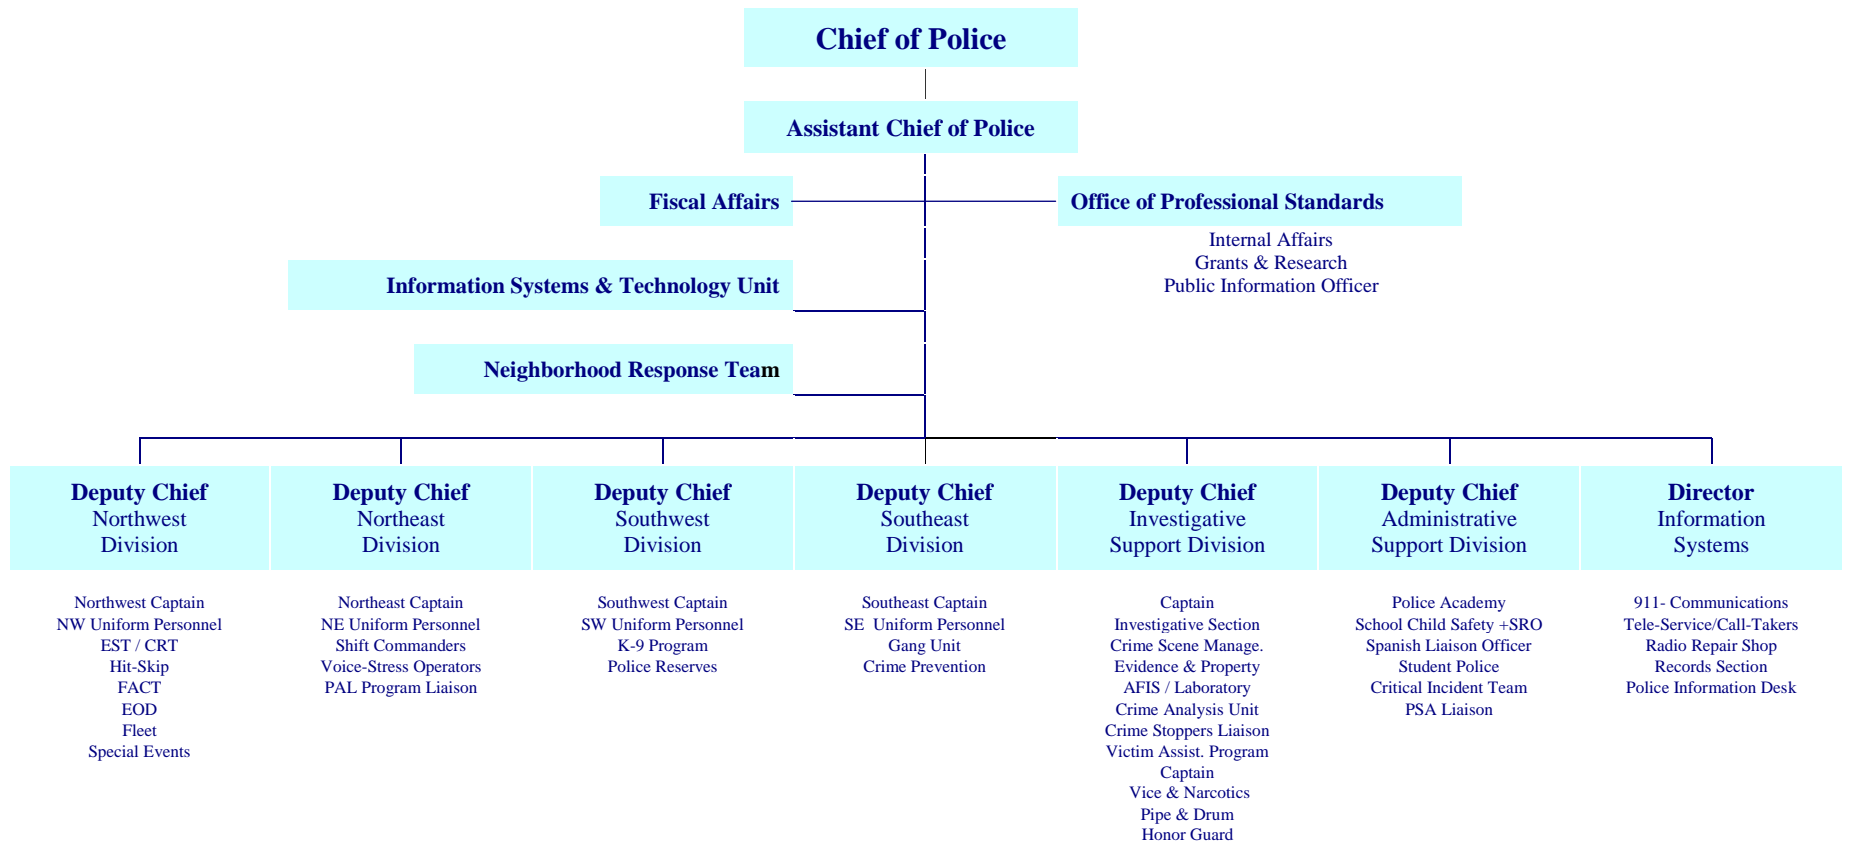 Chief of Police
Assistant Chief of Police
Fiscal Affairs
Office of Professional Standards
Internal Affairs
Grants & Research
Public Information Officer
Information Systems & Technology Unit
Neighborhood Response Team
Deputy Chief
Northwest
Division
Northwest Captain
NW Uniform Personnel
EST / CRT
Hit-Skip
FACT
EOD
Fleet
Special Events
Deputy Chief
Northeast
Division
Northeast Captain
NE Uniform Personnel
Shift Commanders
Voice-Stress Operators
PAL Program Liaison
Deputy Chief
Southwest
Division
Southwest Captain
SW Uniform Personnel
K-9 Program
Police Reserves
Deputy Chief
Southeast
Division
Southeast Captain
SE  Uniform Personnel
Gang Unit
Crime Prevention
Deputy Chief
Investigative
Support Division
Captain
Investigative Section
Crime Scene Manage.
Evidence & Property
AFIS / Laboratory
Crime Analysis Unit
Crime Stoppers Liaison
Victim Assist. Program
Captain
Vice & Narcotics
Pipe & Drum
Honor Guard
Deputy Chief
Administrative
Support Division
Police Academy
School Child Safety +SRO
Spanish Liaison Officer
Student Police
Critical Incident Team
PSA Liaison
Director
Information
Systems
911- Communications
Tele-Service/Call-Takers
Radio Repair Shop
Records Section
Police Information Desk